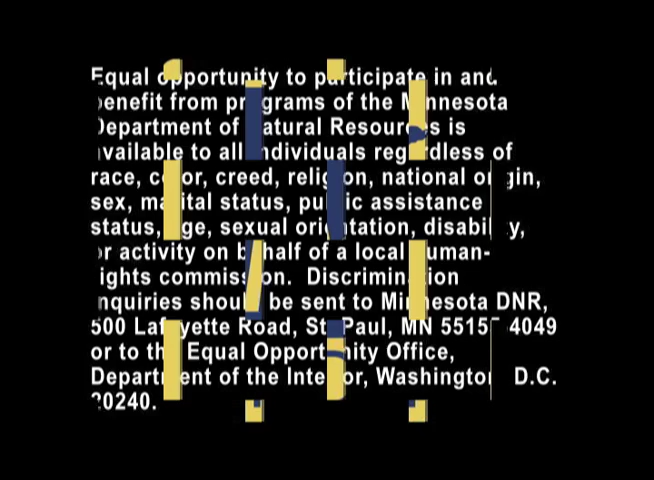 Equal opportunity to participate in and
benefit from programs of the Minnesota
Department of Natural Resources is
available to all individuals regardless of
race, color, creed, religion, national origin,
sex, marital status, public assistance
status, age, sexual orientation, disability,
or activity on behalf of a local human-
rights commission. Discrimination
inquiries should be sent to Minnesota DNR,
500 Lafayette Road, St. Paul, MN 55155-4049
or to the Equal Opportunity Office,
Department of the Interior, Washington D.C.
20240.